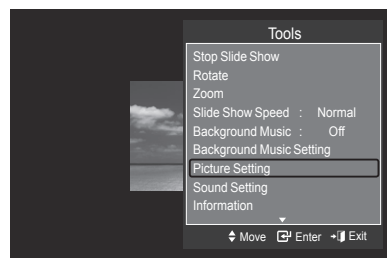 Tools
Stop Slide Show
Rotate
Zoom
Slide Show Speed : Normal
Background Music : Off
Background Music Setting
Picture Setting
Sound Setting
Information
Move Enter Exit